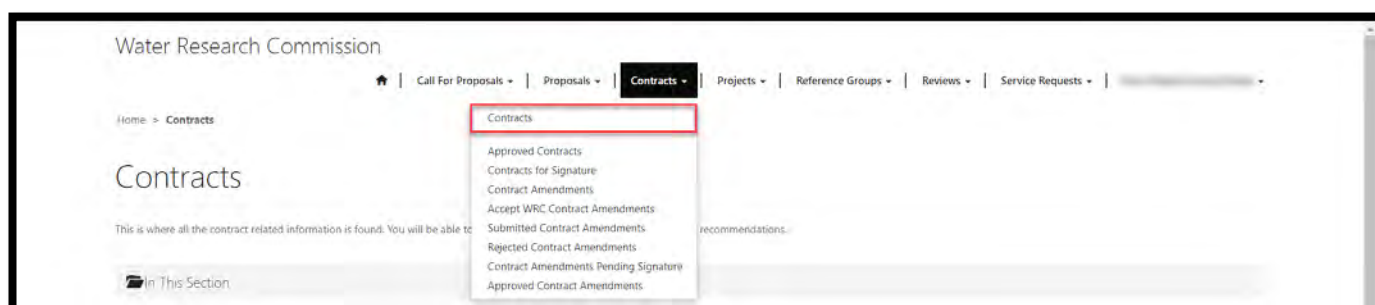 Water Research Commission
Call For Proposals | Proposals | Contracts | Projects | Reference Groups | Reviews | Service Requests |
Home > Contracts
Contracts
Approved Contracts
Contracts for Signature
Contract Amendments
Accept WRC Contract Amendments
Submitted Contract Amendments
Rejected Contract Amendments
Contract Amendments Pending Signature
Approved Contract Amendments
Contracts
This is where all the contract related information is found. You will be able to recommendations.
In This Section